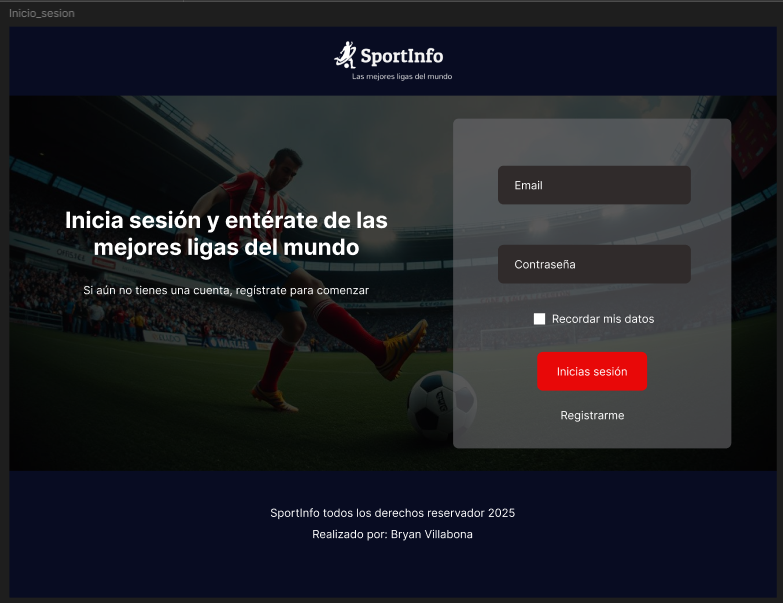 Inicio_sesion
SportInfo
Las mejores ligas del mundo
Inicia sesión y entérate de las
mejores ligas del mundo
Si aún no tienes una cuenta, regístrate para comenzar
Email
Contraseña
Recordar mis datos
Inicias sesión
Registrarme
SportInfo todos los derechos reservador 2025
Realizado por: Bryan Villabona